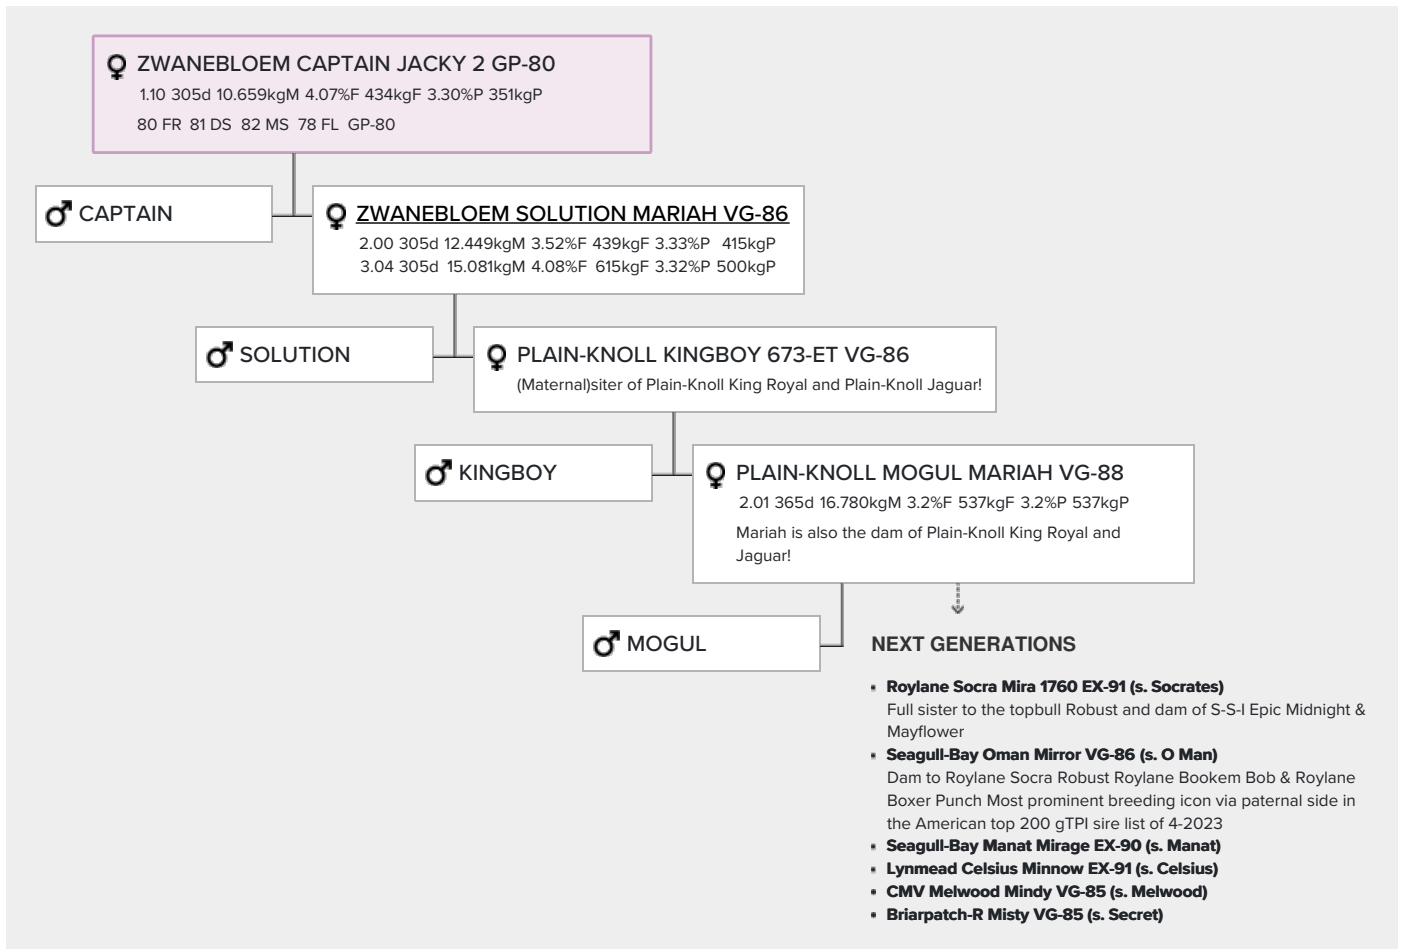 ZWANEBLOEM CAPTAIN JACKY 2 GP-80
1.10 305d 10.659kgM 4.07%F 434kgF 3.30%P 351kgP
80 FR 81 DS 82 MS 78 FL GP-80
CAPTAIN
ZWANEBLOEM SOLUTION MARIAH VG-86
2.00 305d 12.449kgM 3.52%F 439kgF 3.33%P 415kgP
3.04 305d 15.081kgM 4.08%F 615kgF 3.32%P 500kgP
SOLUTION
PLAIN-KNOLL KINGBOY 673-ET VG-86
(Maternal)siter of Plain-Knoll King Royal and Plain-Knoll Jaguar!
KINGBOY
PLAIN-KNOLL MOGUL MARIAH VG-88
2.01 365d 16.780kgM 3.2%F 537kgF 3.2%P 537kgP
Mariah is also the dam of Plain-Knoll King Royal and
Jaguar!
MOGUL
NEXT GENERATIONS
▪ Roylane Socra Mira 1760 EX-91 (s. Socrates)
Full sister to the topbull Robust and dam of S-S-I Epic Midnight &
Mayflower
▪ Seagull-Bay Oman Mirror VG-86 (s. O Man)
Dam to Roylane Socra Robust Roylane Bookem Bob & Roylane
Boxer Punch Most prominent breeding icon via paternal side in
the American top 200 gTPI sire list of 4-2023
▪ Seagull-Bay Manat Mirage EX-90 (s. Manat)
▪ Lynmead Celsius Minnow EX-91 (s. Celsius)
▪ CMV Melwood Mindy VG-85 (s. Melwood)
▪ Briarpatch-R Misty VG-85 (s. Secret)